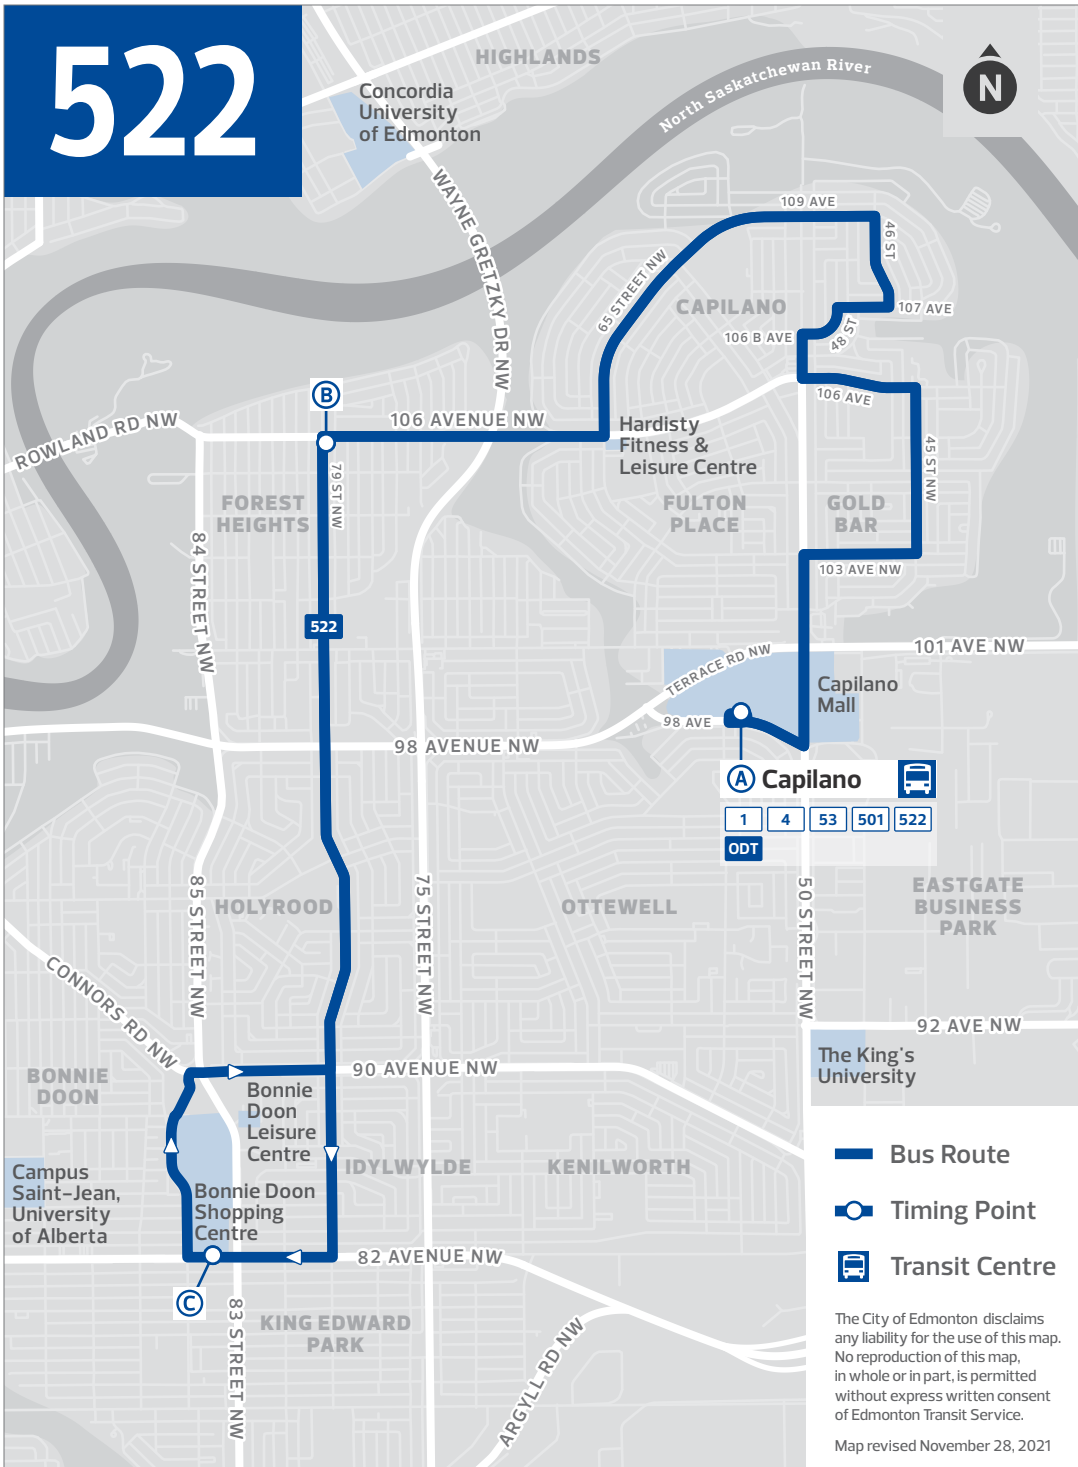 522
HIGHLANDS
Concordia
University
of Edmonton
North Saskatchewan River
N
WAYNE GRETZKY DR NW
109 AVE
46 ST
65 STREET NW
CAPILANO
107 AVE
48 ST
106 B AVE
106 AVE
B
106 AVENUE NW
ROWLAND RD NW
Hardisty
Fitness &
Leisure Centre
79 ST NW
45 ST NW
FOREST
HEIGHTS
FULTON
PLACE
GOLD
BAR
84 STREET NW
103 AVE NW
522
TERRACE RD NW
101 AVE NW
Capilano
Mall
98 AVE
98 AVENUE NW
A Capilano
1 4 53 501 522
ODT
85 STREET NW
HOLYROOD
75 STREET NW
OTTEWELL
50 STREET NW
EASTGATE
BUSINESS
PARK
CONNORS RD NW
92 AVE NW
The King's
University
BONNIE
DOON
90 AVENUE NW
Bonnie
Doon
Leisure
Centre
IDYLWYLDE
KENILWORTH
Campus
Saint-Jean,
University
of Alberta
Bonnie Doon
Shopping
Centre
82 AVENUE NW
C
83 STREET NW
KING EDWARD
PARK
ARGYLL RD NW
Bus Route
Timing Point
Transit Centre
The City of Edmonton disclaims
any liability for the use of this map.
No reproduction of this map,
in whole or in part, is permitted
without express written consent
of Edmonton Transit Service.
Map revised November 28, 2021